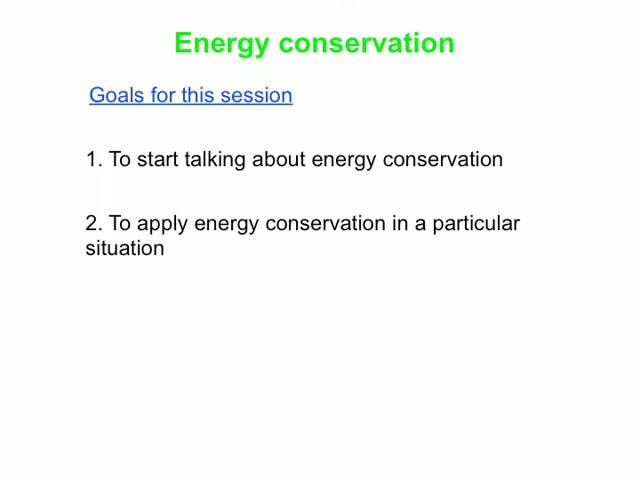 Energy conservation
Goals for this session
1. To start talking about energy conservation
2. To apply energy conservation in a particular
situation